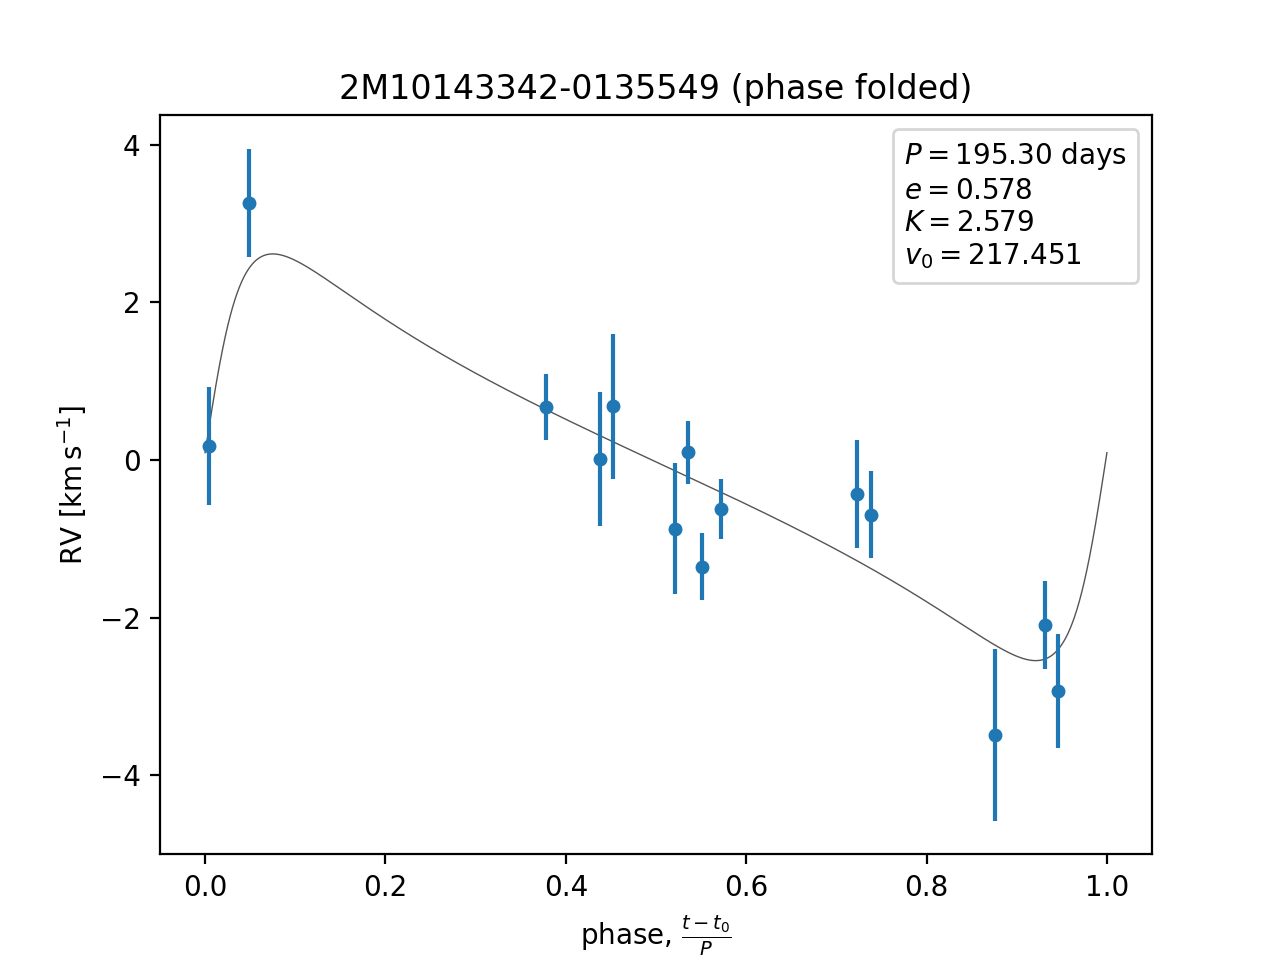 2M10143342-0135549 (phase folded)
P = 195.30 days
e = 0.578
K = 2.579
v₀ = 217.451
4
2
0
−2
−4
RV [km s⁻¹]
0.0 0.2 0.4 0.6 0.8 1.0
phase, (t − t₀)/P